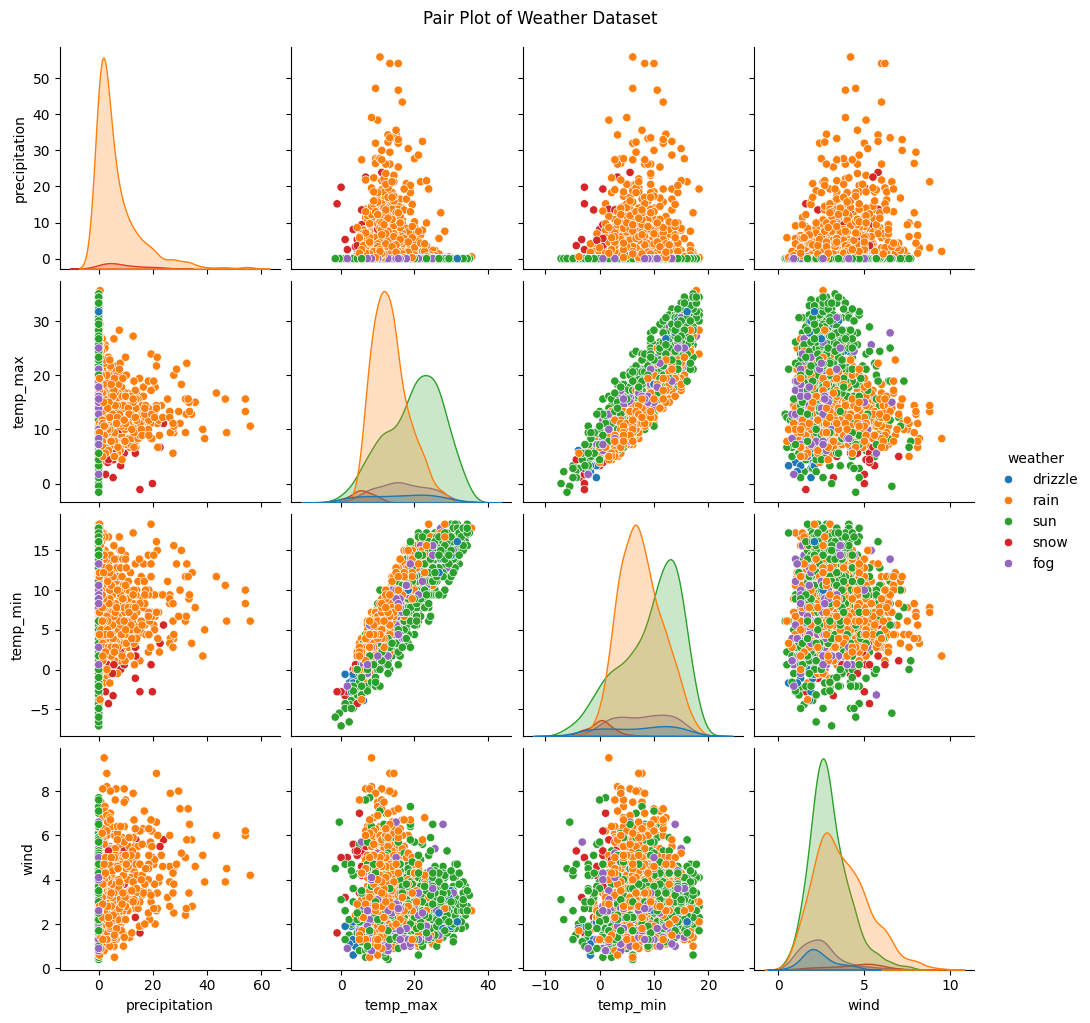 Pair Plot of Weather Dataset
precipitation
50
40
30
20
10
0
temp_max
30
20
10
0
weather
drizzle
rain
sun
snow
fog
temp_min
15
10
5
0
−5
wind
8
6
4
2
0
0 20 40 60
0 20 40
−10 0 10 20
0 5 10
precipitation temp_max temp_min wind